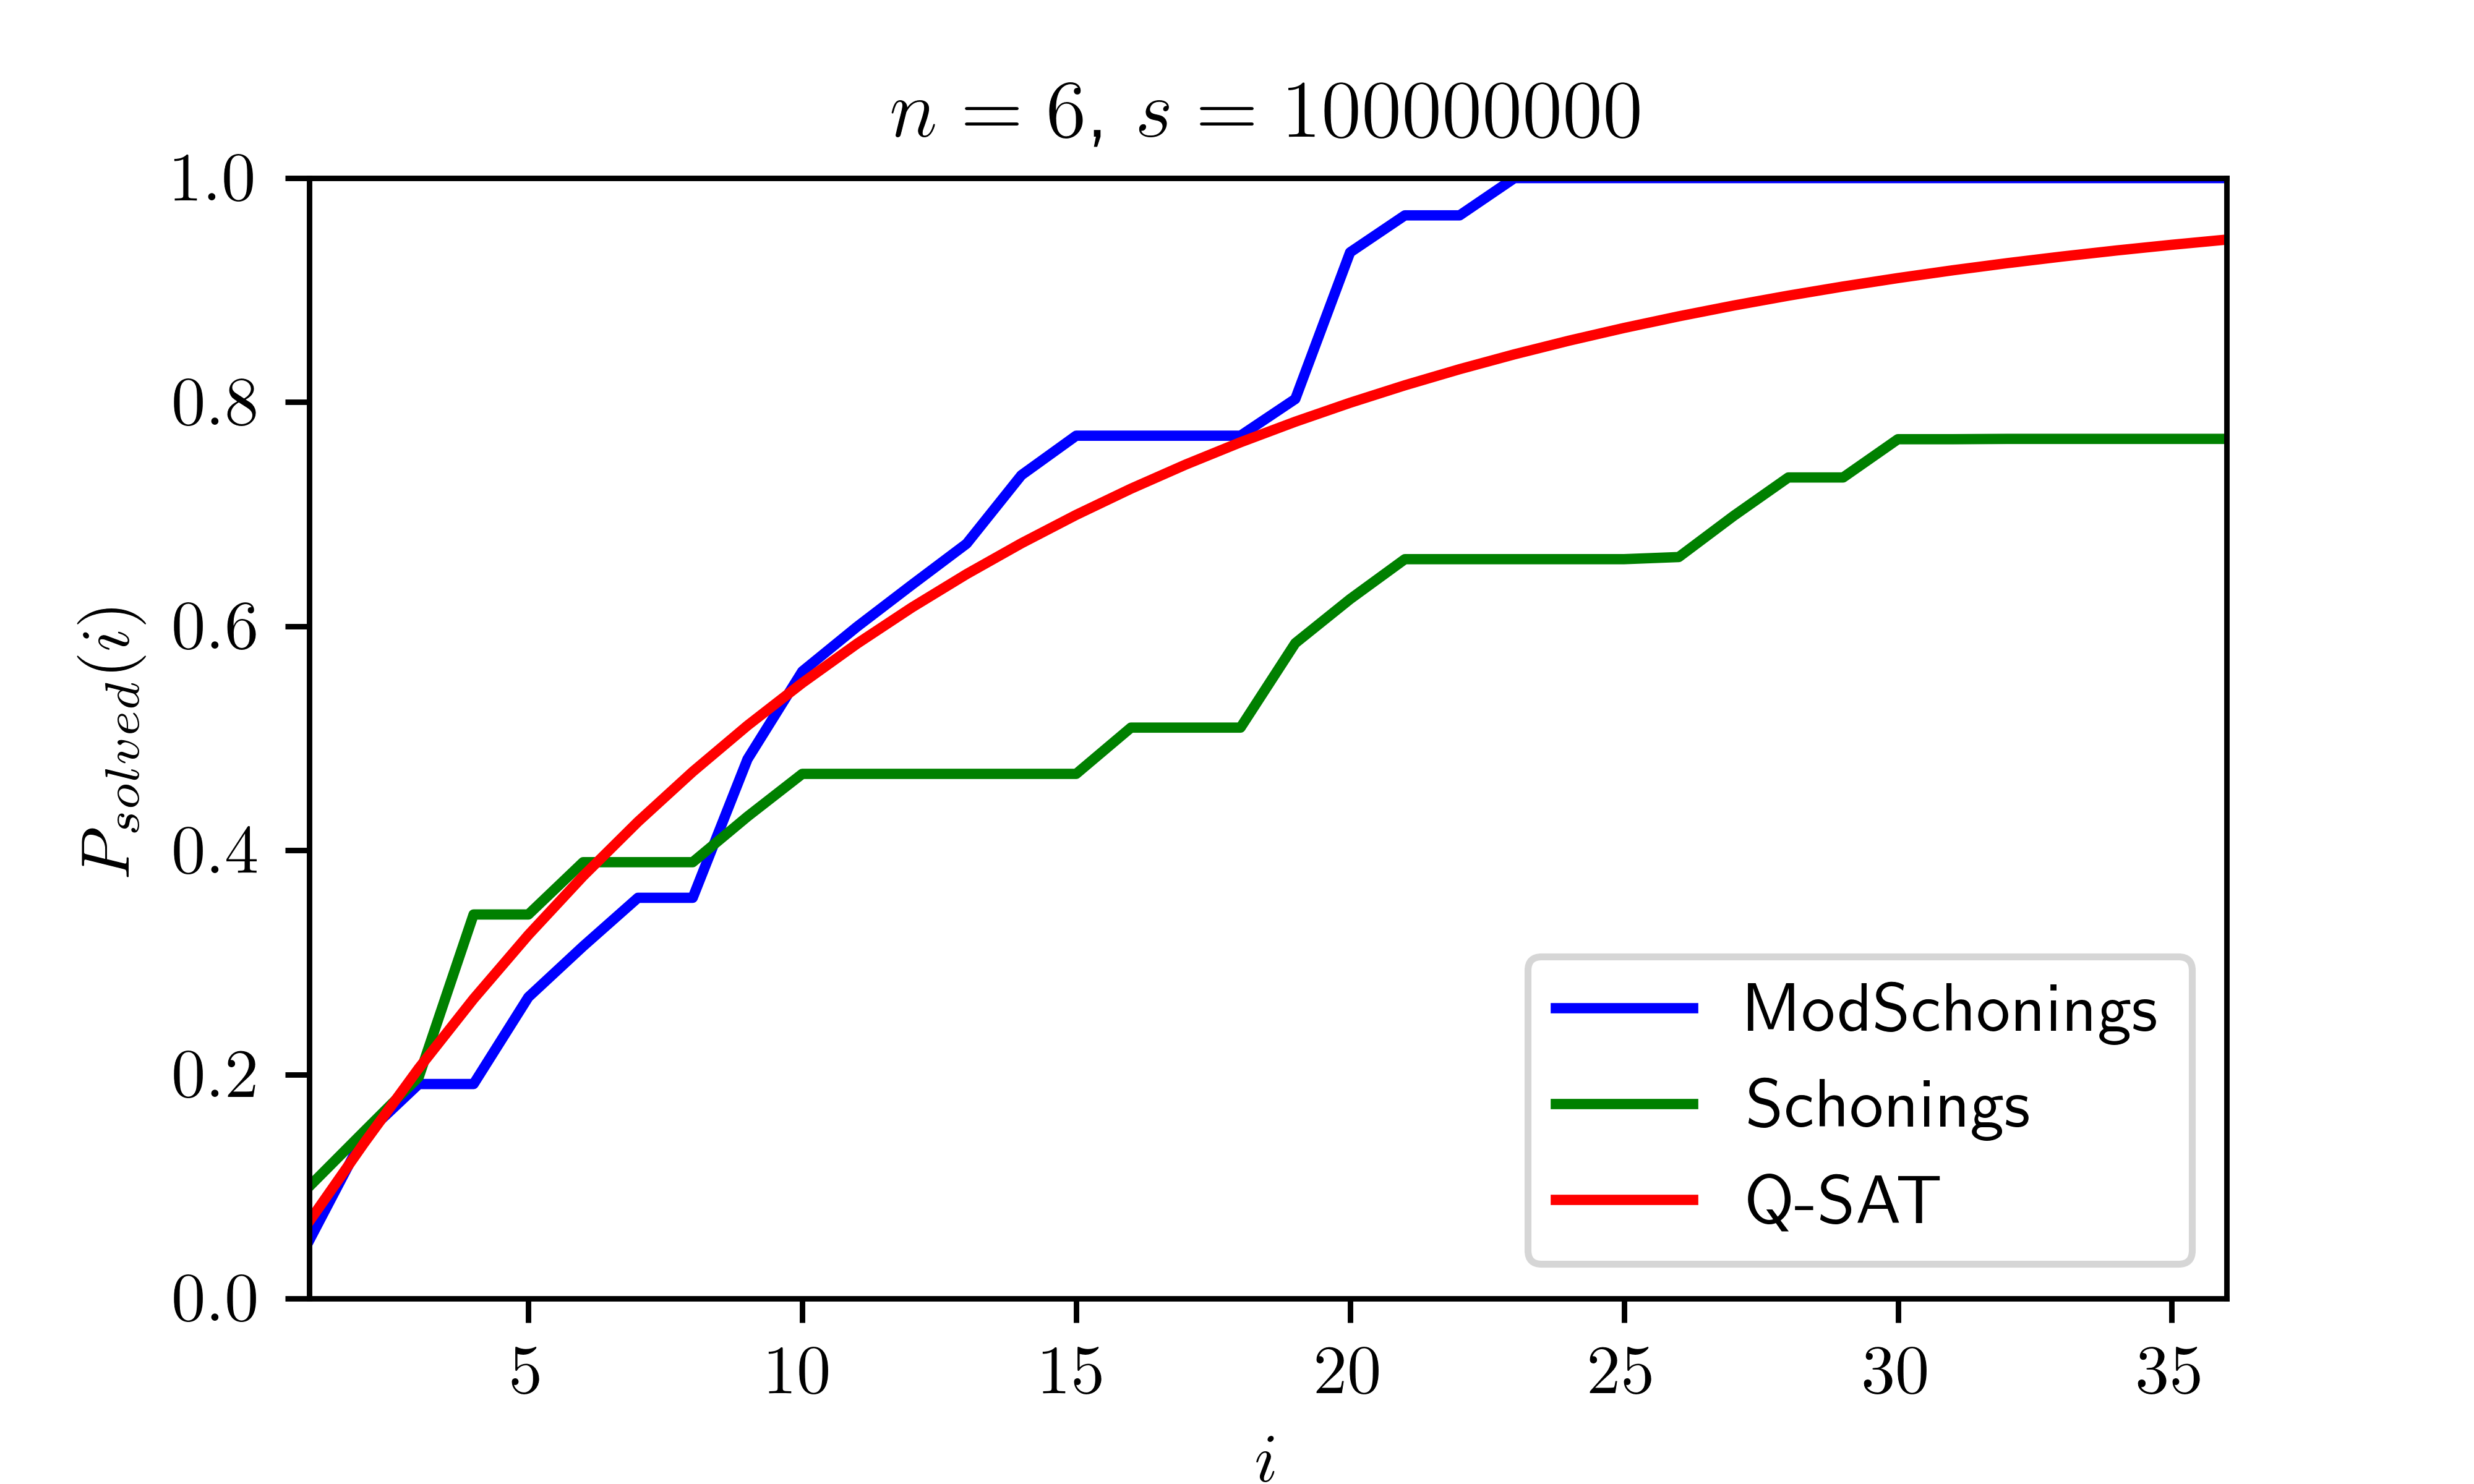 n = 6, s = 100000000
1.0
0.8
0.6
0.4
0.2
0.0
P_solved(i)
5 10 15 20 25 30 35
i
ModSchonings
Schonings
Q-SAT